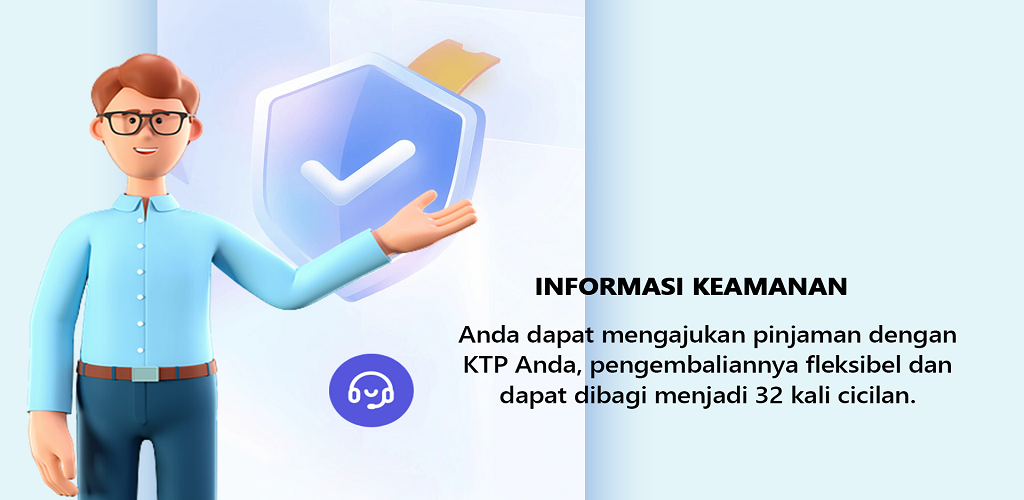 INFORMASI KEAMANAN
Anda dapat mengajukan pinjaman dengan
KTP Anda, pengembaliannya fleksibel dan
dapat dibagi menjadi 32 kali cicilan.